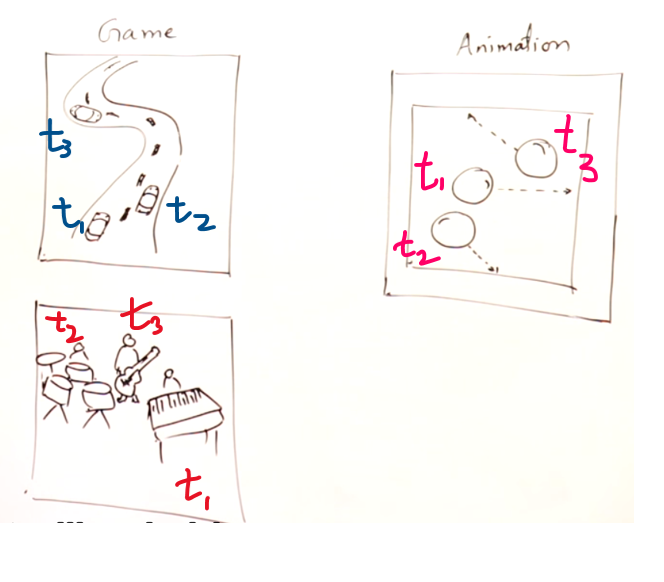 Game
Animation
t₃
t₁
t₂
t₁
t₃
t₂
t₂
t₃
t₁